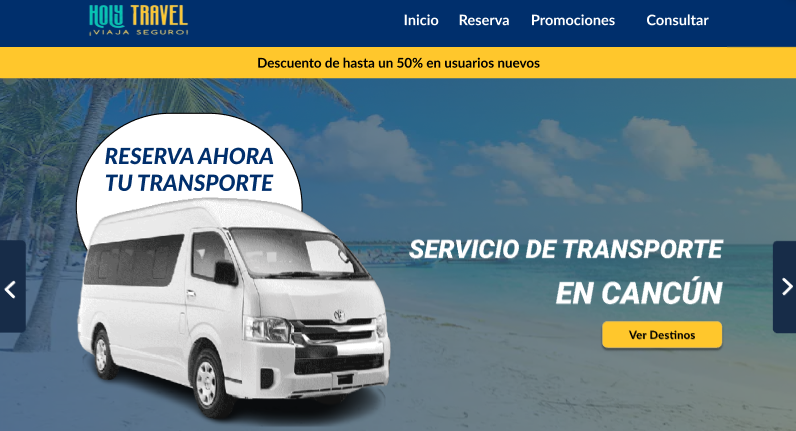 HOLY TRAVEL
¡VIAJA SEGURO!
Inicio Reserva Promociones Consultar
Descuento de hasta un 50% en usuarios nuevos
RESERVA AHORA
TU TRANSPORTE
SERVICIO DE TRANSPORTE
EN CANCÚN
Ver Destinos